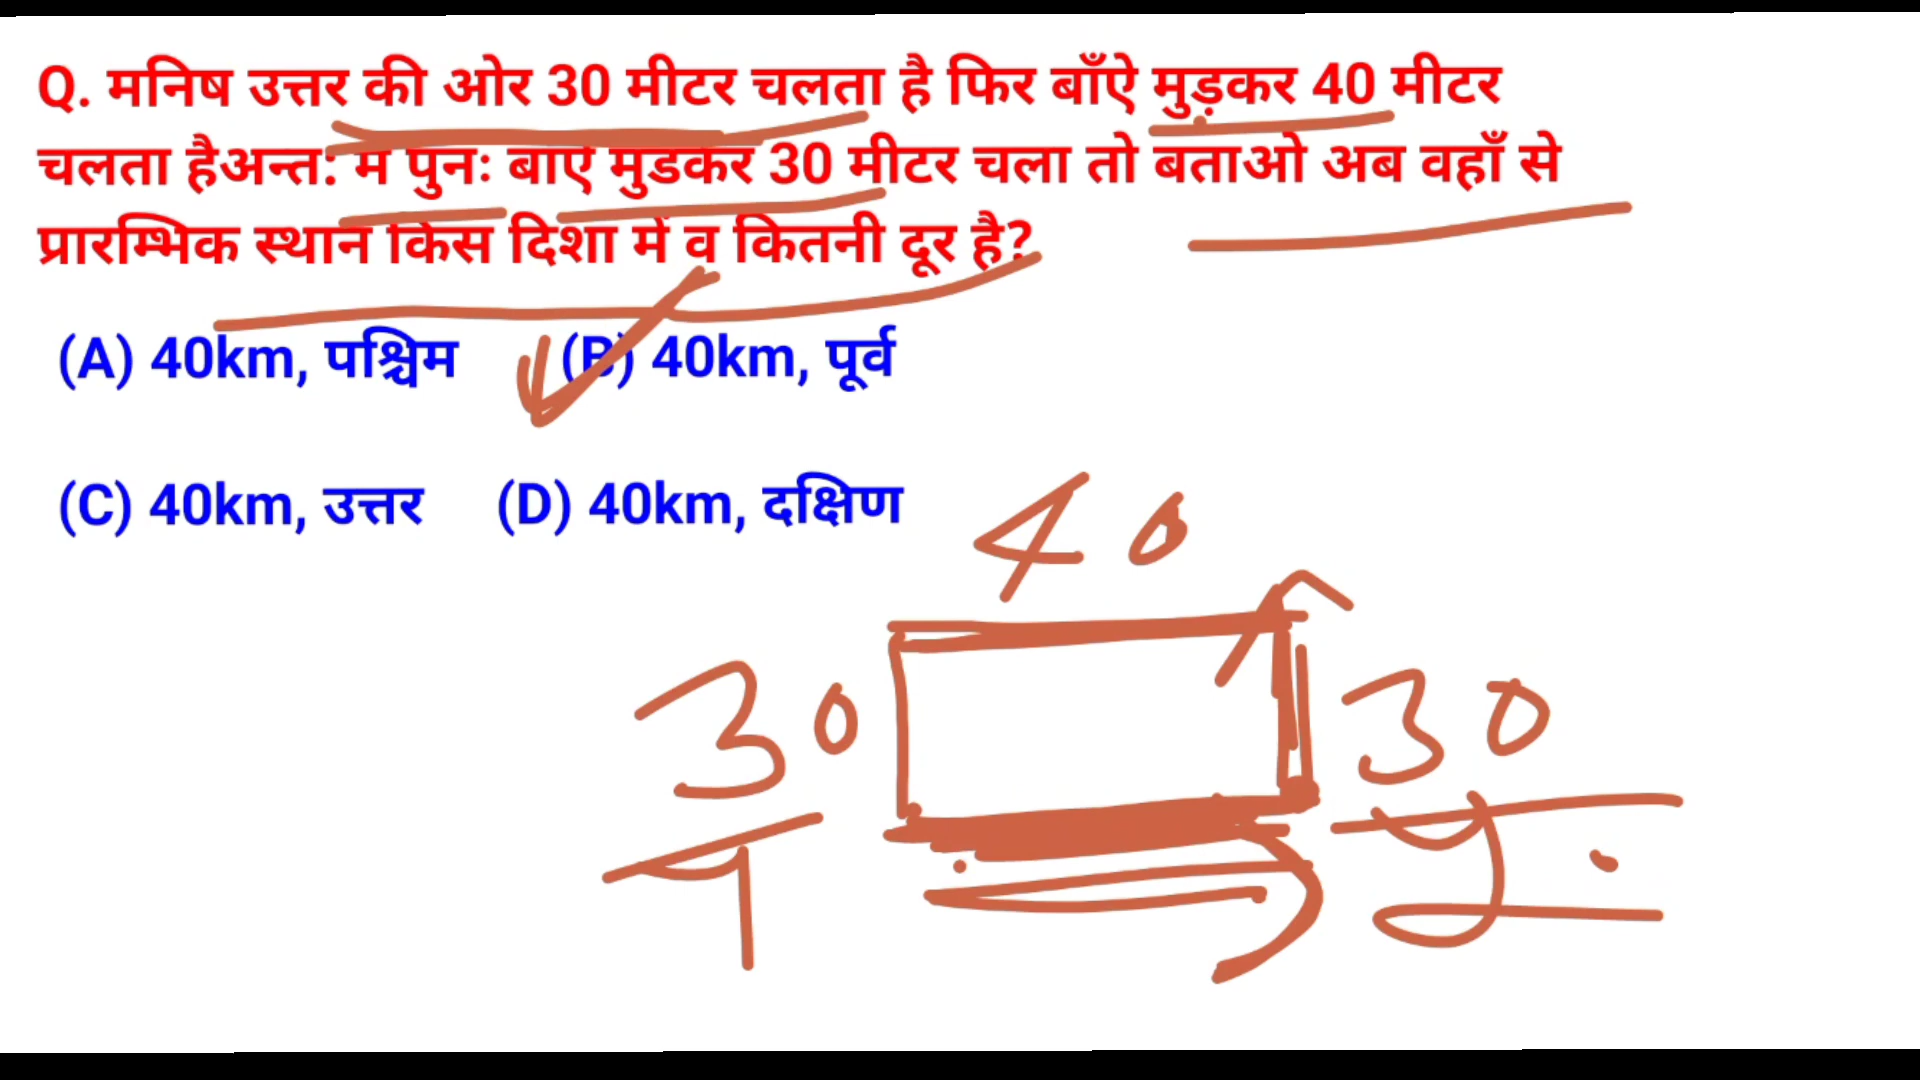 Q. मनिष उत्तर की ओर 30 मीटर चलता है फिर बाँऐ मुड़कर 40 मीटर
चलता हैअन्त: म पुनः बाएं मुडकर 30 मीटर चला तो बताओ अब वहाँ से
प्रारम्भिक स्थान किस दिशा में व कितनी दूर है?
(A) 40km, पश्चिम (B) 40km, पूर्व
(C) 40km, उत्तर (D) 40km, दक्षिण
40
30 30